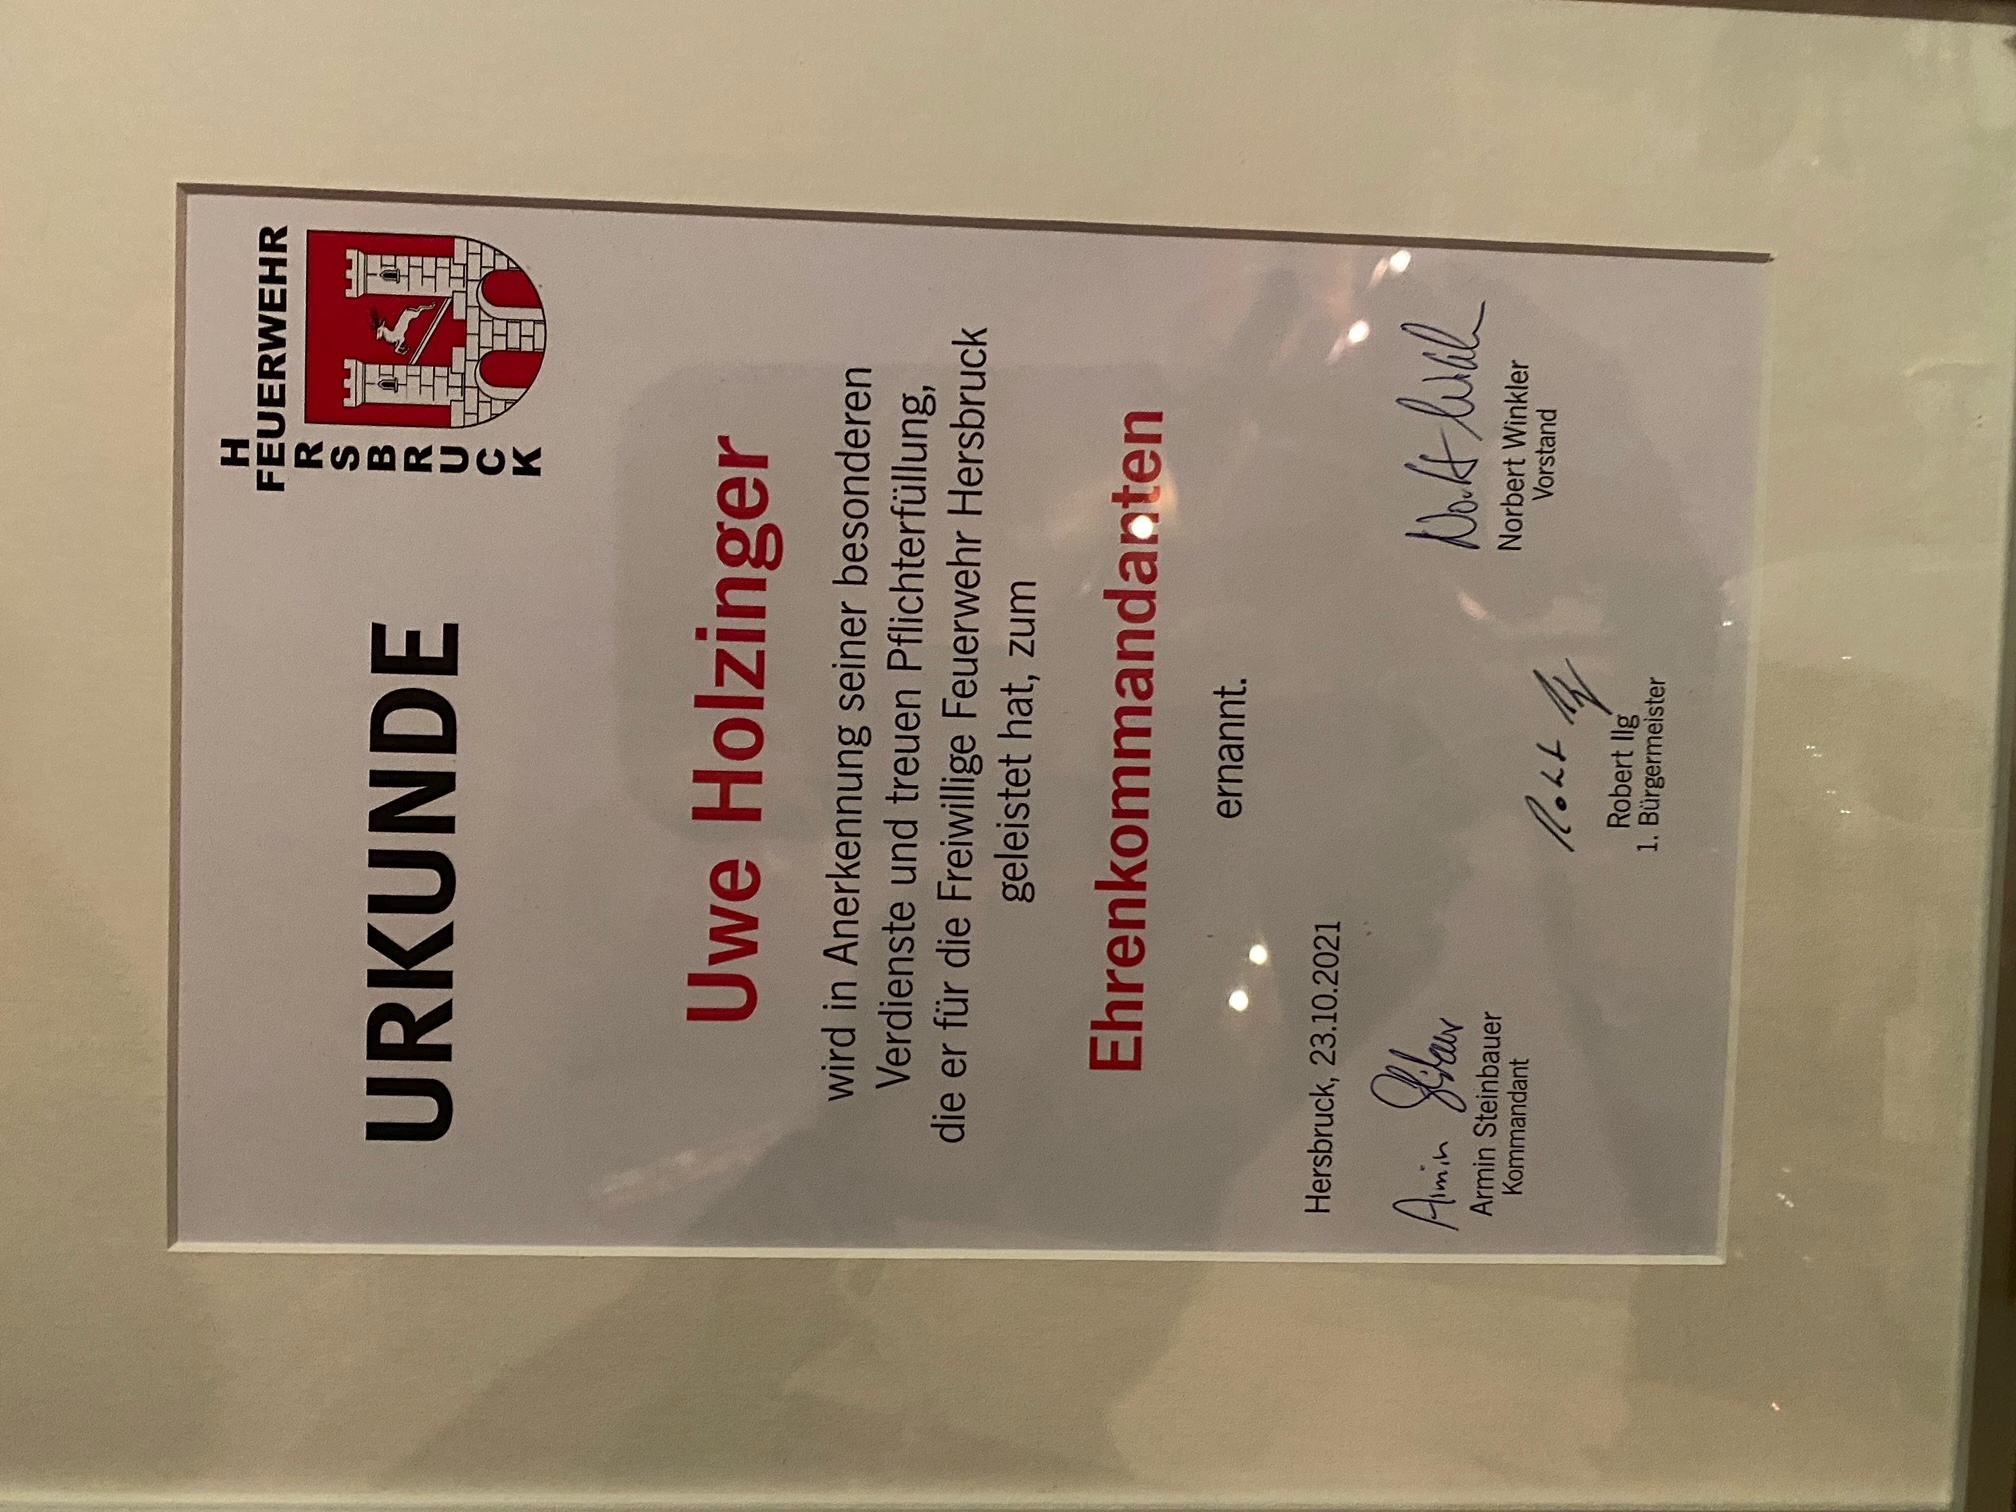 H
FEUERWEHR
R
S
B
R
U
C
K
URKUNDE
Uwe Holzinger
wird in Anerkennung seiner besonderen
Verdienste und treuen Pflichterfüllung,
die er für die Freiwillige Feuerwehr Hersbruck
geleistet hat, zum
Ehrenkommandanten
ernannt.
Hersbruck, 23.10.2021
Armin Steinbauer
Kommandant
Robert Ilg
1. Bürgermeister
Norbert Winkler
Vorstand